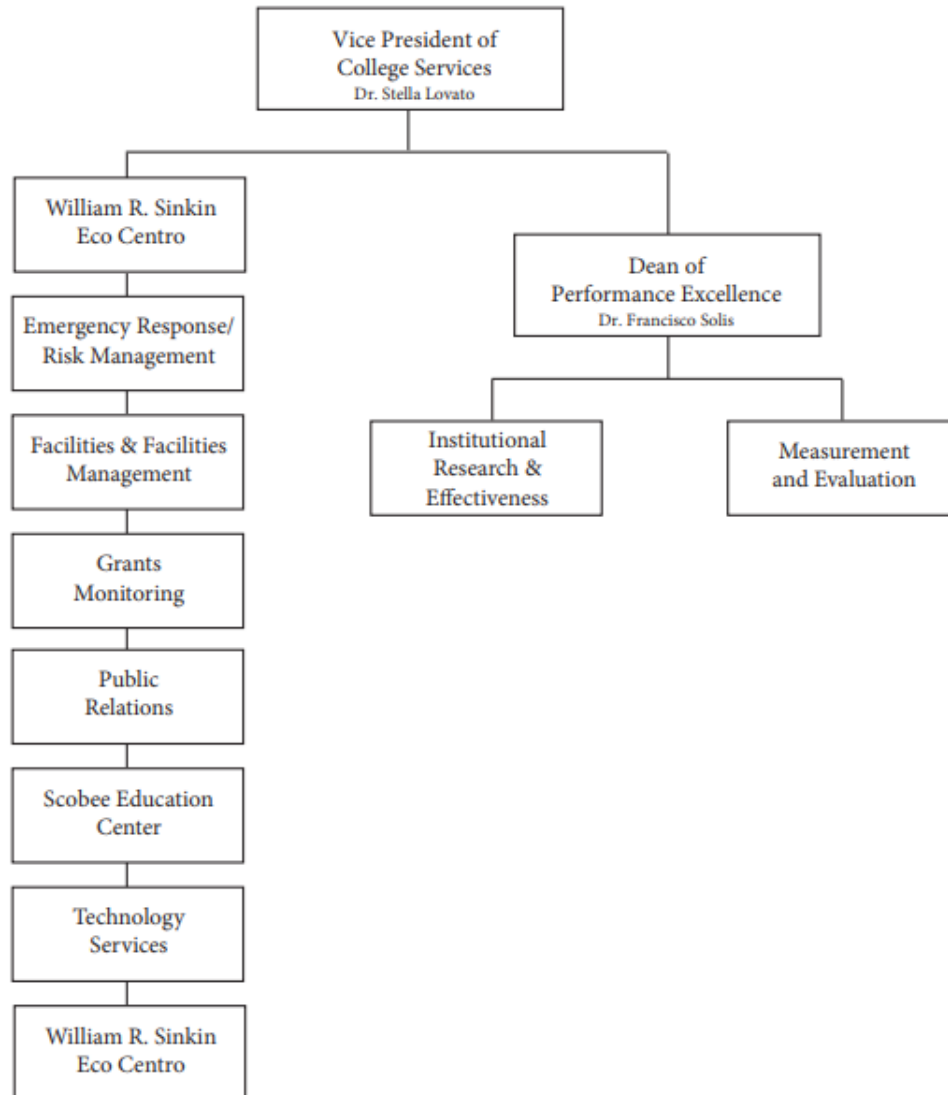 Vice President of
College Services
Dr. Stella Lovato
William R. Sinkin
Eco Centro
Emergency Response/
Risk Management
Facilities & Facilities
Management
Grants
Monitoring
Public
Relations
Scobee Education
Center
Technology
Services
William R. Sinkin
Eco Centro
Dean of
Performance Excellence
Dr. Francisco Solis
Institutional
Research &
Effectiveness
Measurement
and Evaluation